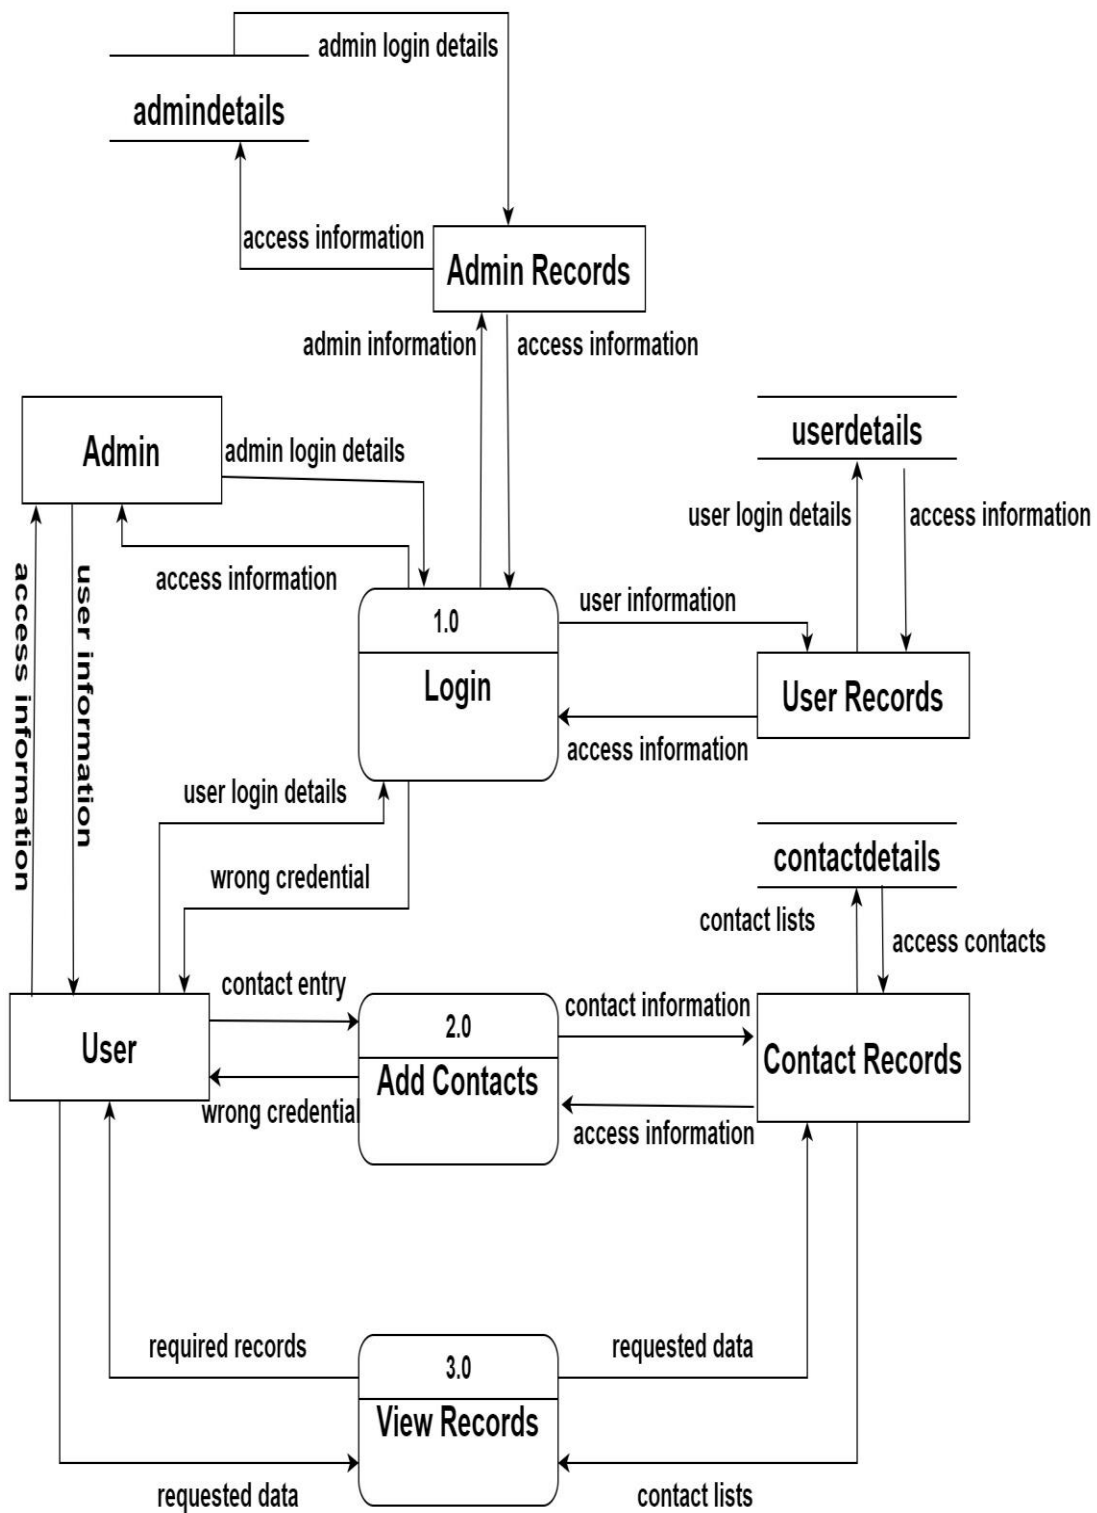 admin login details
admindetails
access information
Admin Records
admin information
access information
Admin
admin login details
userdetails
user login details
access information
access information
access information
user information
1.0
Login
user information
User Records
access information
user login details
wrong credential
contactdetails
contact lists
access contacts
contact entry
User
2.0
Add Contacts
contact information
Contact Records
wrong credential
access information
required records
3.0
View Records
requested data
requested data
contact lists